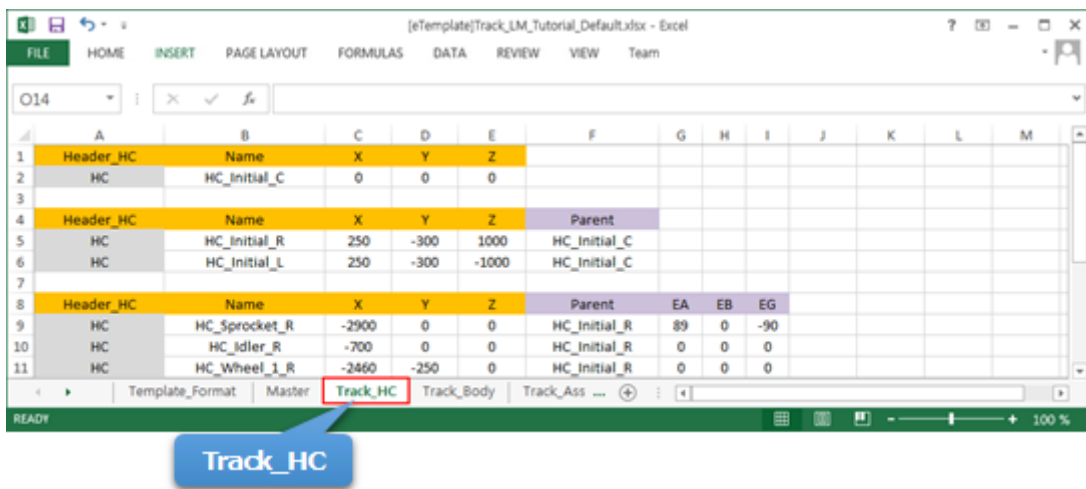 [eTemplate]Track_LM_Tutorial_Default.xlsx - Excel
FILE HOME INSERT PAGE LAYOUT FORMULAS DATA REVIEW VIEW Team
O14 fx
A B C D E F G H I J K L M
1 Header_HC Name X Y Z
2 HC HC_Initial_C 0 0 0
3
4 Header_HC Name X Y Z Parent
5 HC HC_Initial_R 250 -300 1000 HC_Initial_C
6 HC HC_Initial_L 250 -300 -1000 HC_Initial_C
7
8 Header_HC Name X Y Z Parent EA EB EG
9 HC HC_Sprocket_R -2900 0 0 HC_Initial_R 89 0 -90
10 HC HC_Idler_R -700 0 0 HC_Initial_R 0 0 0
11 HC HC_Wheel_1_R -2460 -250 0 HC_Initial_R 0 0 0
Template_Format Master Track_HC Track_Body Track_Ass ...
READY 100 %
Track_HC